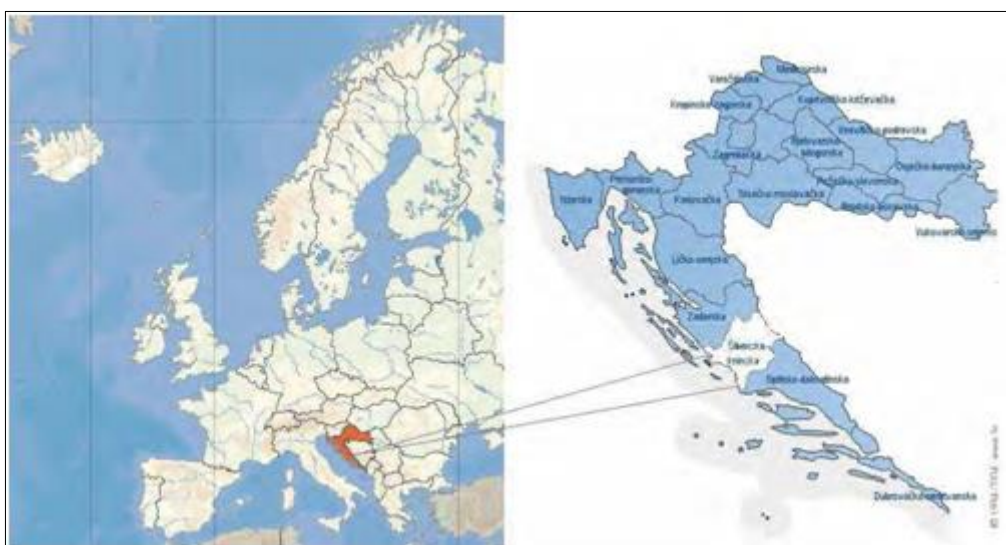 Međimurska
Varaždinska
Krapinsko-zagorska
Koprivničko-križevačka
Virovitičko-podravska
Bjelovarsko-
bilogorska
Zagrebačka
Osječko-baranjska
Primorsko-
goranska
Požeško-slavonska
Istarska
Karlovačka
Sisačko-moslavačka
Brodsko-posavska
Vukovarsko-srijemska
Ličko-senjska
Zadarska
Šibensko-
kninska
Splitsko-dalmatinska
Dubrovačko-neretvanska